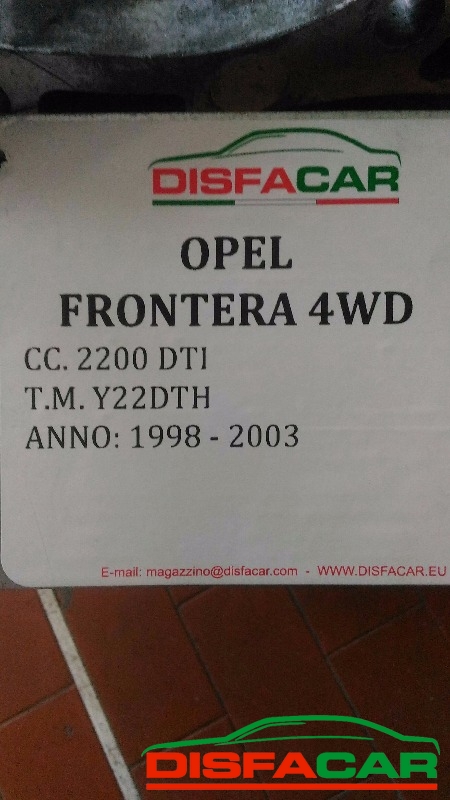 DISFACAR
OPEL
FRONTERA 4WD
CC. 2200 DTI
T.M. Y22DTH
ANNO: 1998 - 2003
E-mail: magazzino@disfacar.com - WWW.DISFACAR.EU
DISFACAR